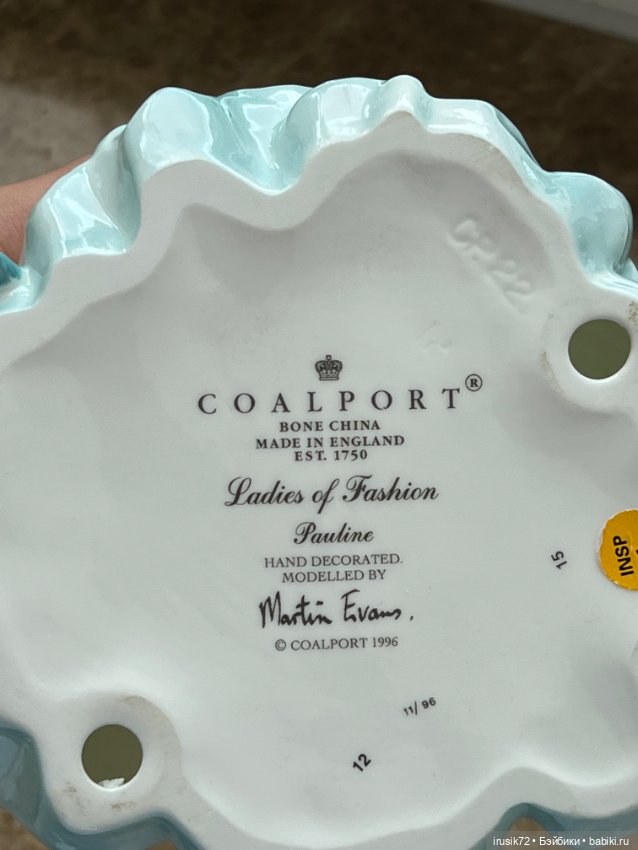 COALPORT®
BONE CHINA
MADE IN ENGLAND
EST. 1750
Ladies of Fashion
Pauline
HAND DECORATED.
MODELLED BY
Martin Evans.
© COALPORT 1996
11/96
12
15
INSP
irusik72 • Бэйбики • babiki.ru